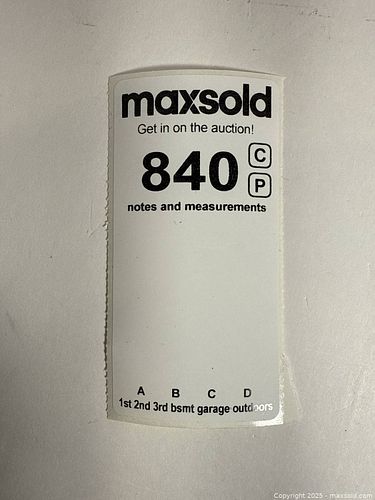 maxsold
Get in on the auction!
840 C
P
notes and measurements
A B C D
1st 2nd 3rd bsmt garage outdoors
Copyright 2025 - maxsold.com